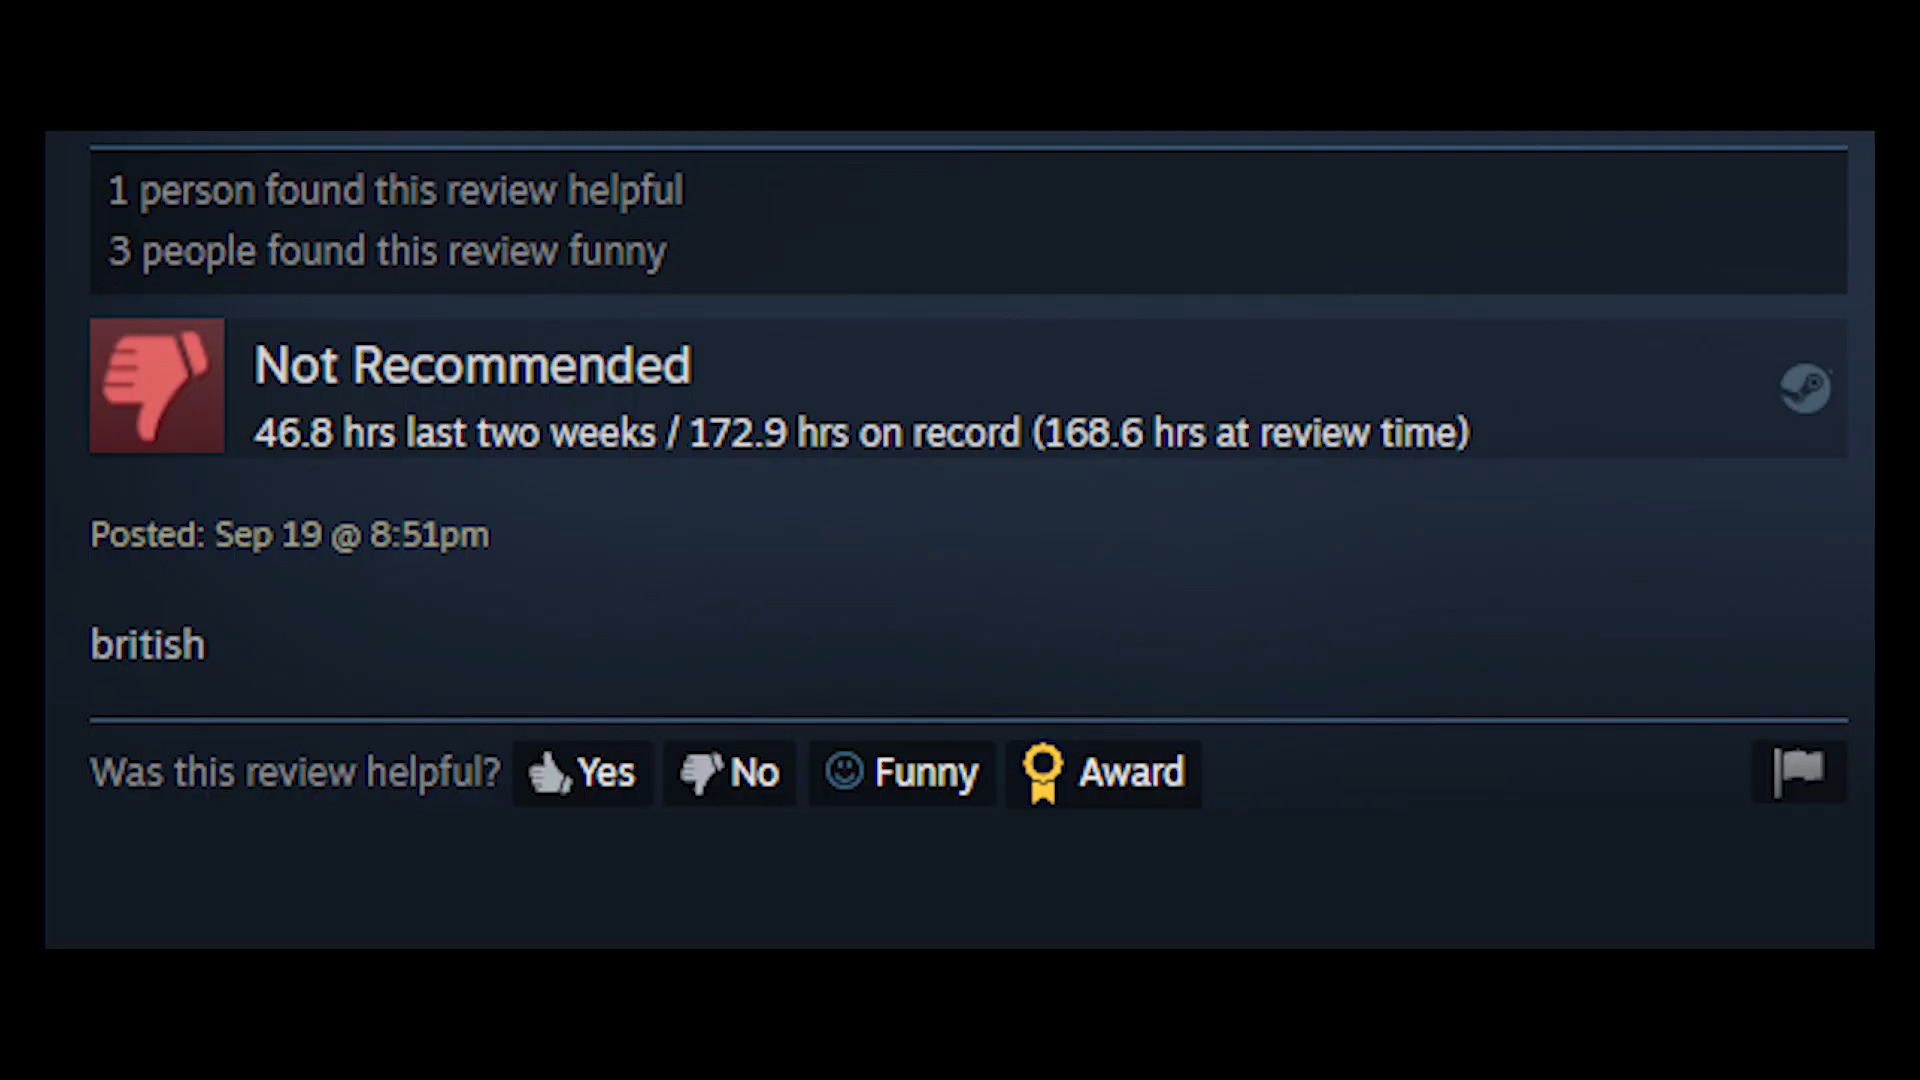 1 person found this review helpful
3 people found this review funny
Not Recommended
46.8 hrs last two weeks / 172.9 hrs on record (168.6 hrs at review time)
Posted: Sep 19 @ 8:51pm
british
Was this review helpful? Yes No Funny Award